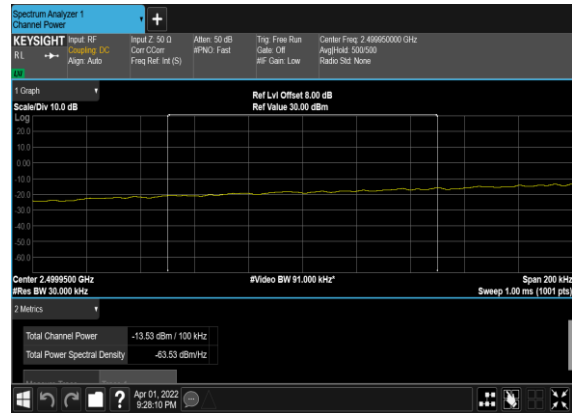 Spectrum Analyzer 1
Channel Power
KEYSIGHT
RL
LW
Input: RF
Coupling: DC
Align: Auto
Input Z: 50 Ω
Corr CCorr
Freq Ref: Int (S)
Atten: 50 dB
#PNO: Fast
Trig: Free Run
Gate: Off
#IF Gain: Low
Center Freq: 2.499950000 GHz
Avg|Hold: 500/500
Radio Std: None
1 Graph
Scale/Div 10.0 dB
Ref Lvl Offset 8.00 dB
Ref Value 30.00 dBm
Log
20.0
10.0
0.00
-10.0
-20.0
-30.0
-40.0
-50.0
-60.0
Center 2.4999500 GHz
#Video BW 91.000 kHz*
Span 200 kHz
#Res BW 30.000 kHz
Sweep 1.00 ms (1001 pts)
2 Metrics
Total Channel Power -13.53 dBm / 100 kHz
Total Power Spectral Density -63.53 dBm/Hz
?
Apr 01, 2022
9:28:10 PM